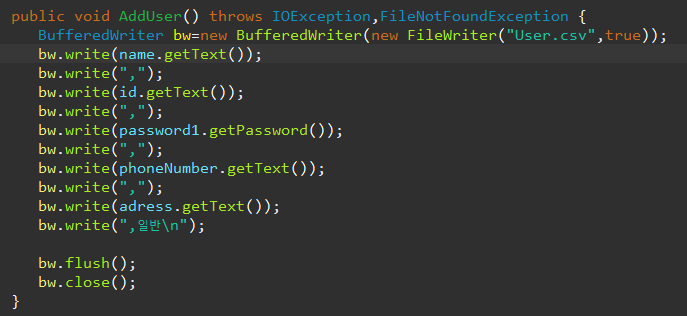 public void AddUser() throws IOException,FileNotFoundException {
BufferedWriter bw=new BufferedWriter(new FileWriter("User.csv",true));
bw.write(name.getText());
bw.write(",");
bw.write(id.getText());
bw.write(",");
bw.write(password1.getPassword());
bw.write(",");
bw.write(phoneNumber.getText());
bw.write(",");
bw.write(adress.getText());
bw.write(",일반\n");
bw.flush();
bw.close();
}